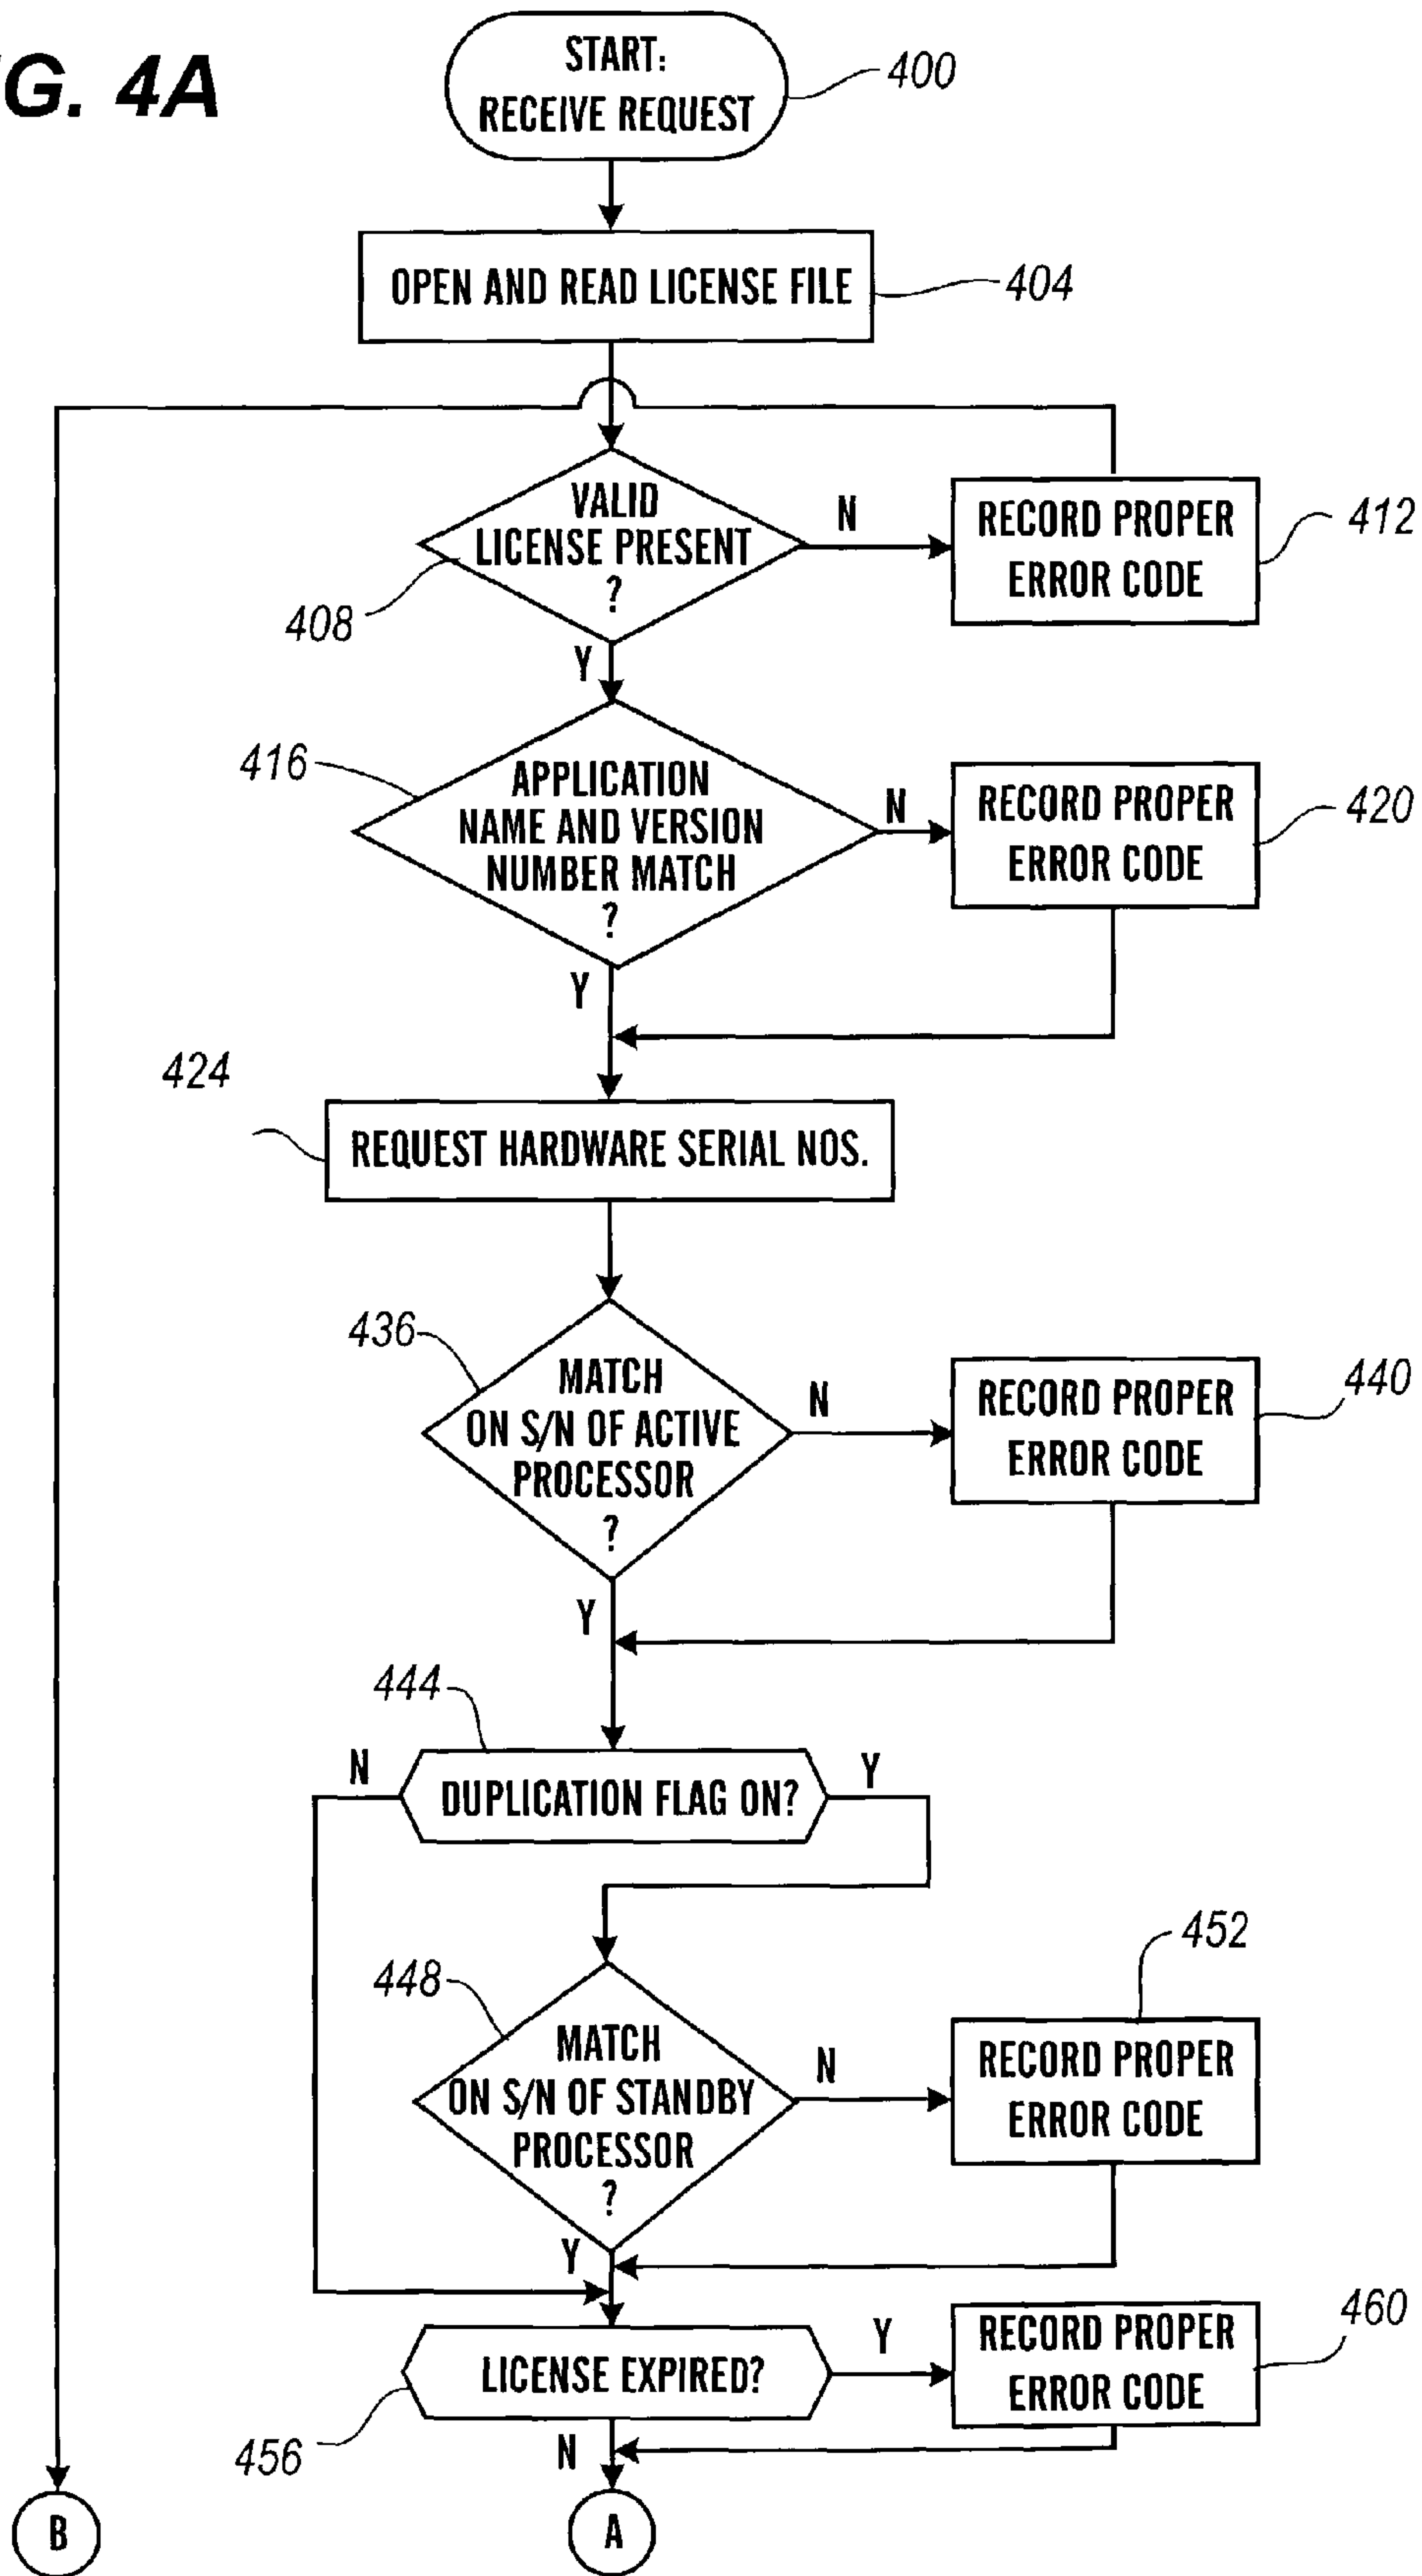 G. 4A
START:
RECEIVE REQUEST
400
OPEN AND READ LICENSE FILE
404
VALID
LICENSE PRESENT
?
408
N
RECORD PROPER
ERROR CODE
412
Y
416
APPLICATION
NAME AND VERSION
NUMBER MATCH
?
N
RECORD PROPER
ERROR CODE
420
Y
424
REQUEST HARDWARE SERIAL NOS.
436
MATCH
ON S/N OF ACTIVE
PROCESSOR
?
N
RECORD PROPER
ERROR CODE
440
Y
444
N
DUPLICATION FLAG ON?
Y
448
MATCH
ON S/N OF STANDBY
PROCESSOR
?
N
452
RECORD PROPER
ERROR CODE
Y
LICENSE EXPIRED?
456
Y
RECORD PROPER
ERROR CODE
460
N
B
A